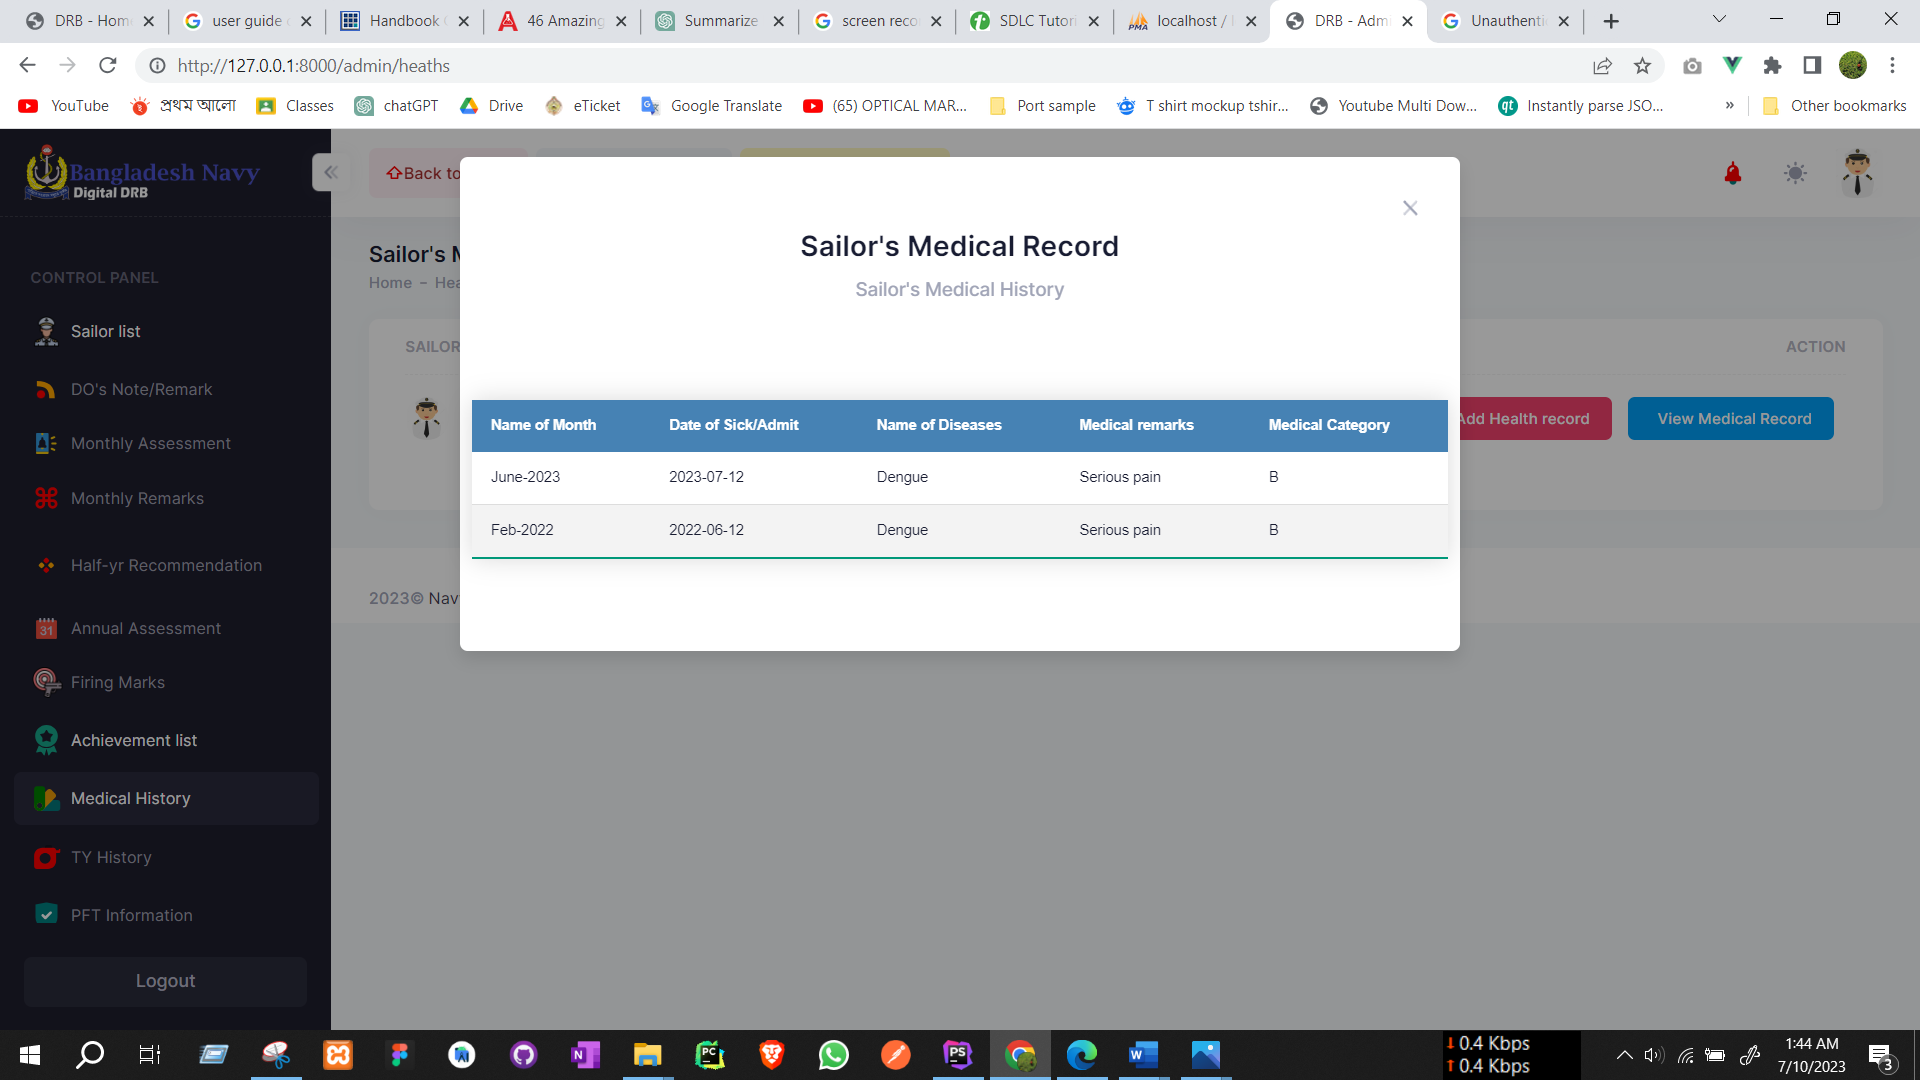 DRB - Hom
user guide
Handbook
46 Amazing
Summarize
screen reco
SDLC Tutori
localhost /
DRB - Adm
Unauthenti
http://127.0.0.1:8000/admin/heaths
YouTube
প্রথম আলো
Classes
chatGPT
Drive
eTicket
Google Translate
(65) OPTICAL MAR...
Port sample
T shirt mockup tshir...
Youtube Multi Dow...
Instantly parse JSO...
»
Other bookmarks
Bangladesh Navy
Digital DRB
Back to
CONTROL PANEL
Sailor list
DO's Note/Remark
Monthly Assessment
Monthly Remarks
Half-yr Recommendation
Annual Assessment
Firing Marks
Achievement list
Medical History
TY History
PFT Information
Logout
Sailor's M
Home - Hea
SAILOR
ACTION
Add Health record
View Medical Record
2023© Nav
Sailor's Medical Record
Sailor's Medical History
Name of Month Date of Sick/Admit Name of Diseases Medical remarks Medical Category
June-2023 2023-07-12 Dengue Serious pain B
Feb-2022 2022-06-12 Dengue Serious pain B
0.4 Kbps
0.4 Kbps
1:44 AM
7/10/2023
3